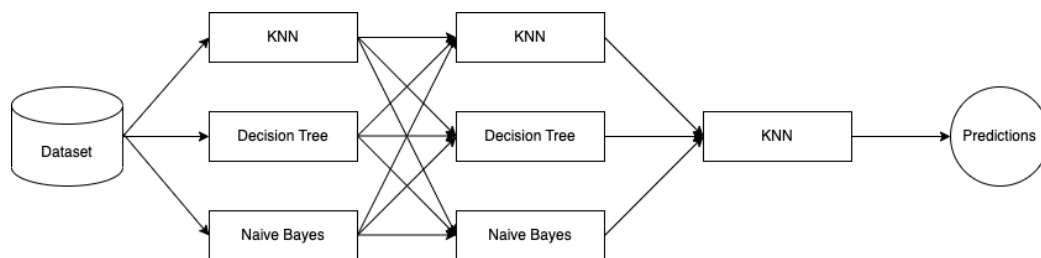 KNN
KNN
Dataset
Decision Tree
Decision Tree
KNN
Predictions
Naive Bayes
Naive Bayes